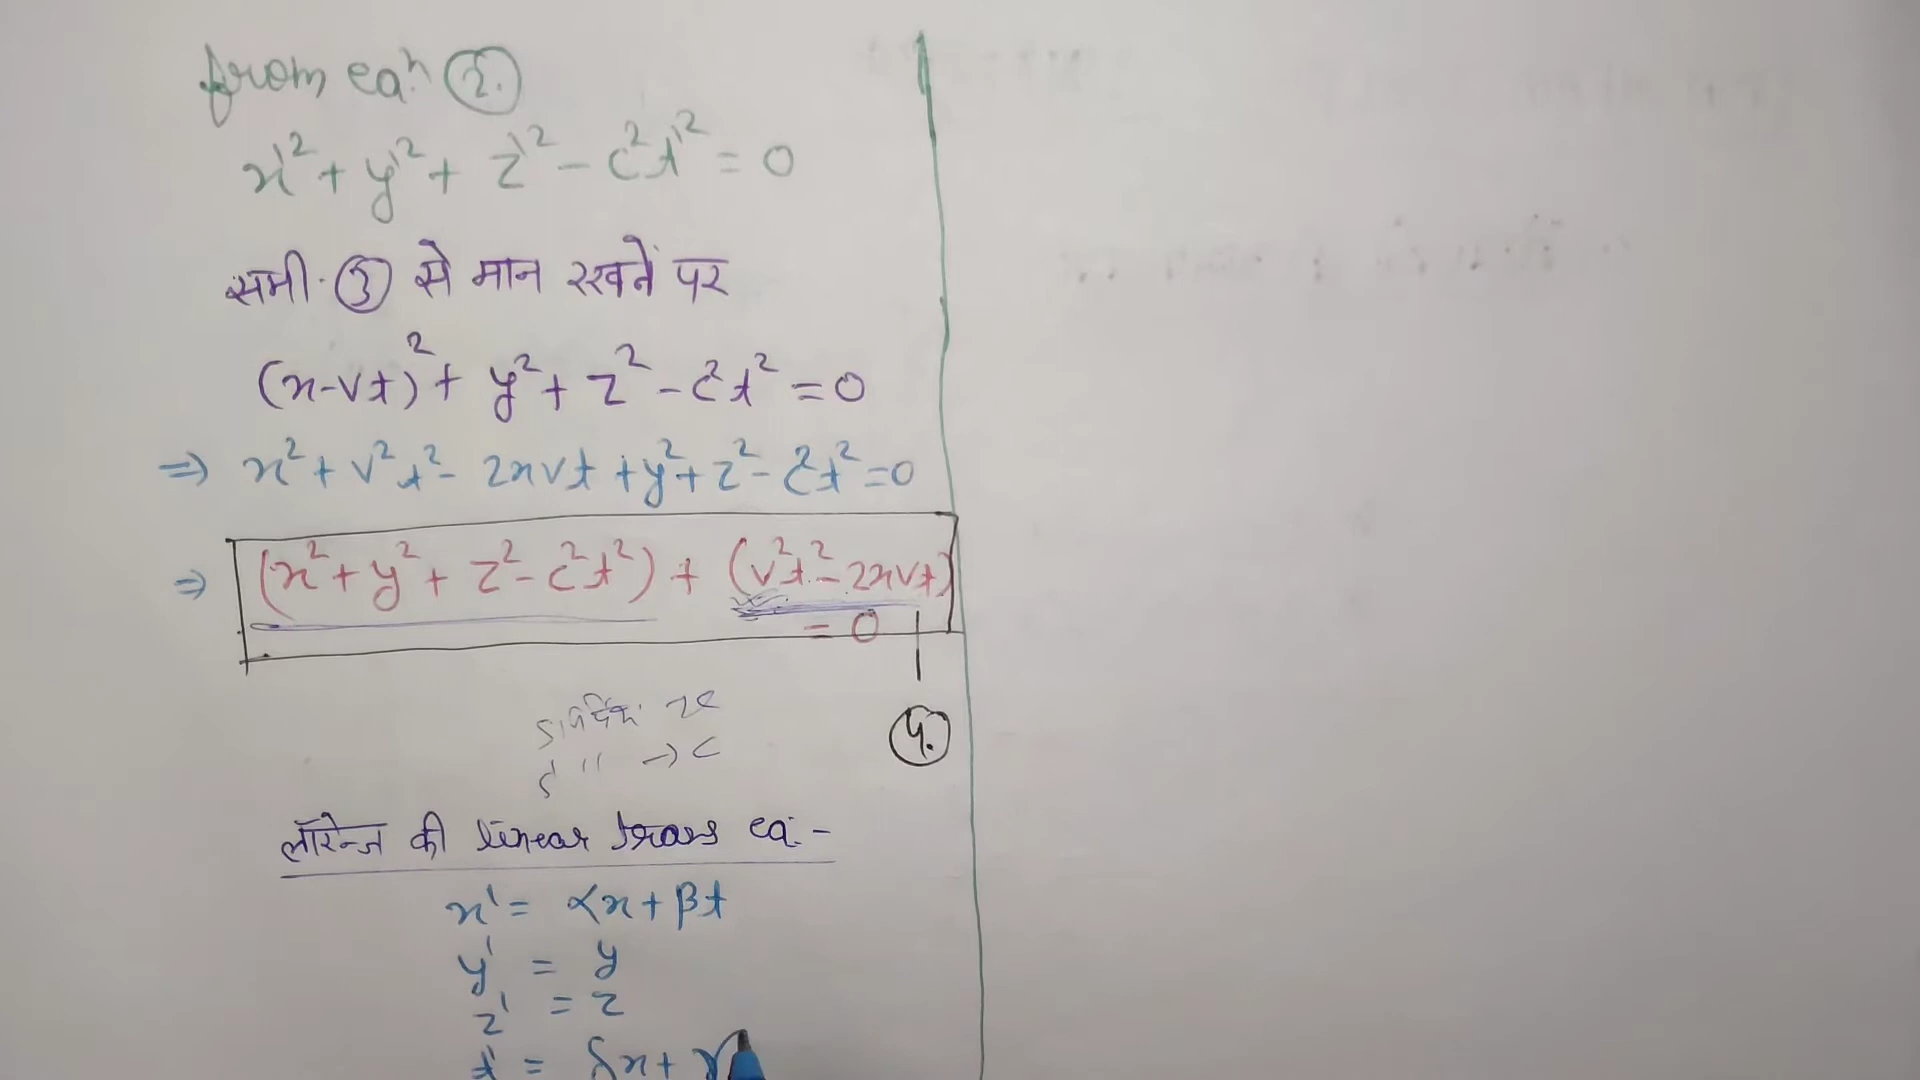 from eqⁿ (2.)
x'² + y'² + z'² - c²t'² = 0
समी. (3) से मान रखने पर
(x-vt)² + y² + z² - c²t² = 0
⇒ x² + v²t² - 2xvt + y² + z² - c²t² = 0
⇒ (x² + y² + z² - c²t²) + (v²t² - 2xvt)
= 0
(4.)
S
S' " → c
लॉरेन्ज की linear trans eq. -
x' = αx + βt
y' = y
z' = z
t' = δx + γ